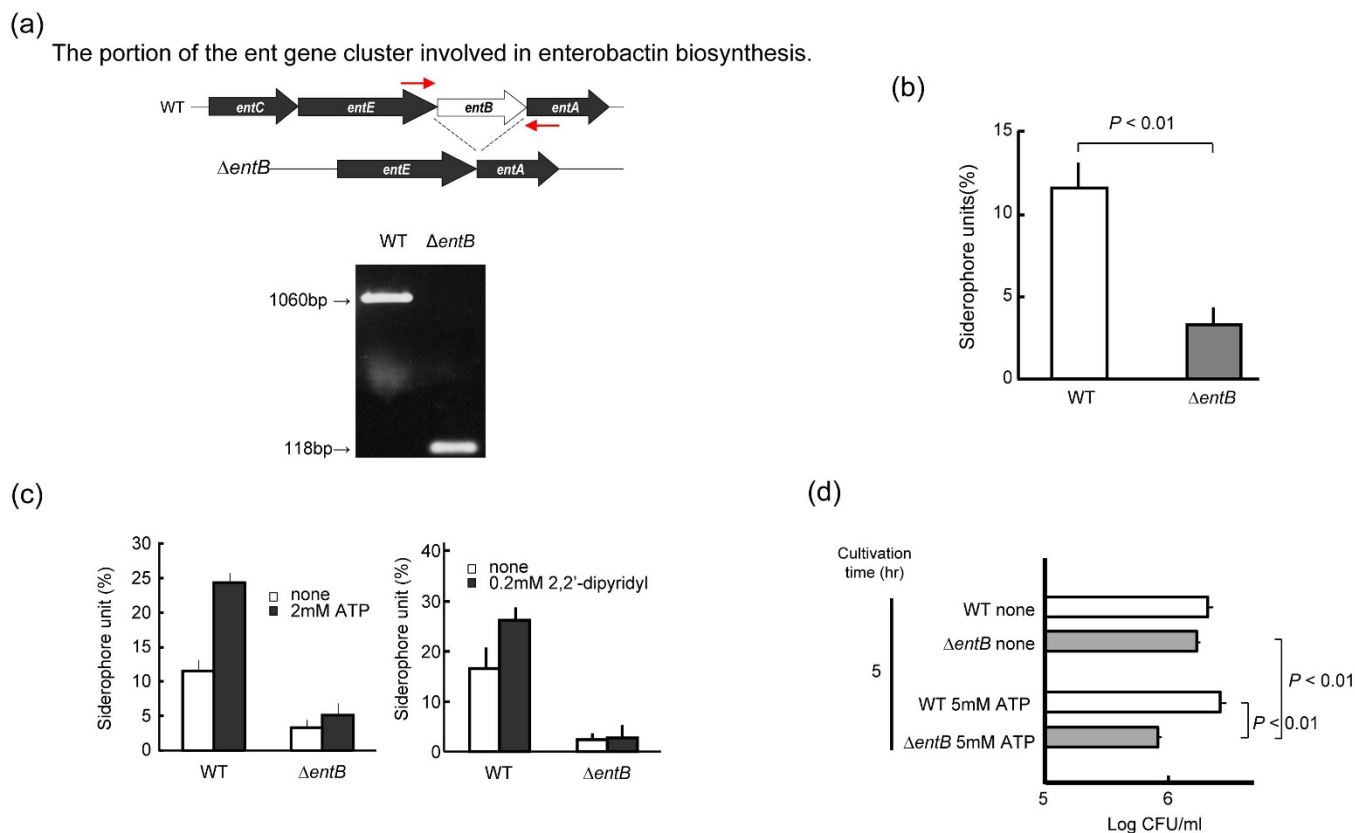 (a)
The portion of the ent gene cluster involved in enterobactin biosynthesis.
WT
entC
entE
entB
entA
ΔentB
entE
entA
WT ΔentB
1060bp →
118bp→
(b)
P < 0.01
Siderophore units(%)
15
10
5
0
WT
ΔentB
(c)
Siderophore unit (%)
30
25
20
15
10
5
0
none
2mM ATP
WT
ΔentB
Siderophore unit (%)
40
30
20
10
0
none
0.2mM 2,2'-dipyridyl
WT
ΔentB
(d)
Cultivation
time (hr)
5
WT none
ΔentB none
WT 5mM ATP
ΔentB 5mM ATP
P < 0.01
P < 0.01
5
6
Log CFU/ml